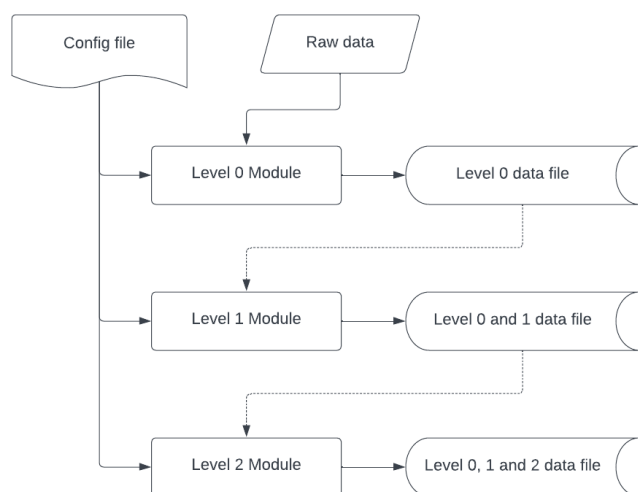 Config file
Raw data
Level 0 Module
Level 0 data file
Level 1 Module
Level 0 and 1 data file
Level 2 Module
Level 0, 1 and 2 data file